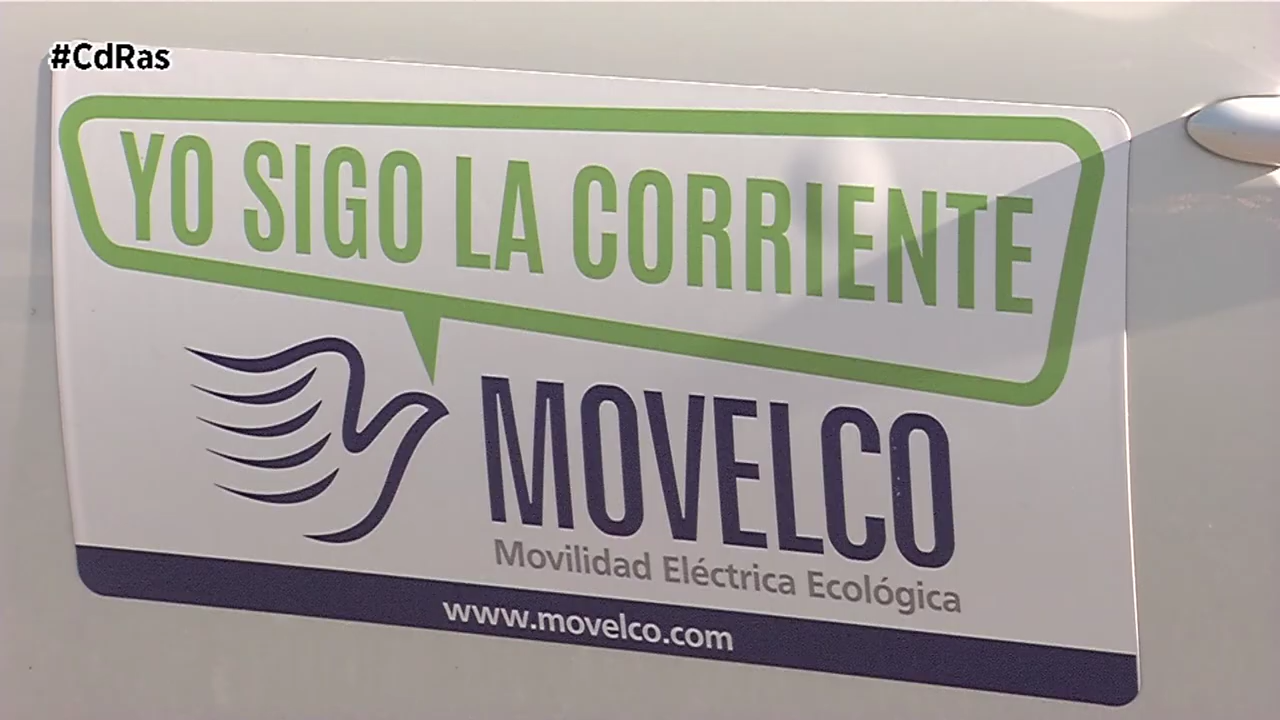 #CdRas
YO SIGO LA CORRIENTE
MOVELCO
Movilidad Eléctrica Ecológica
www.movelco.com